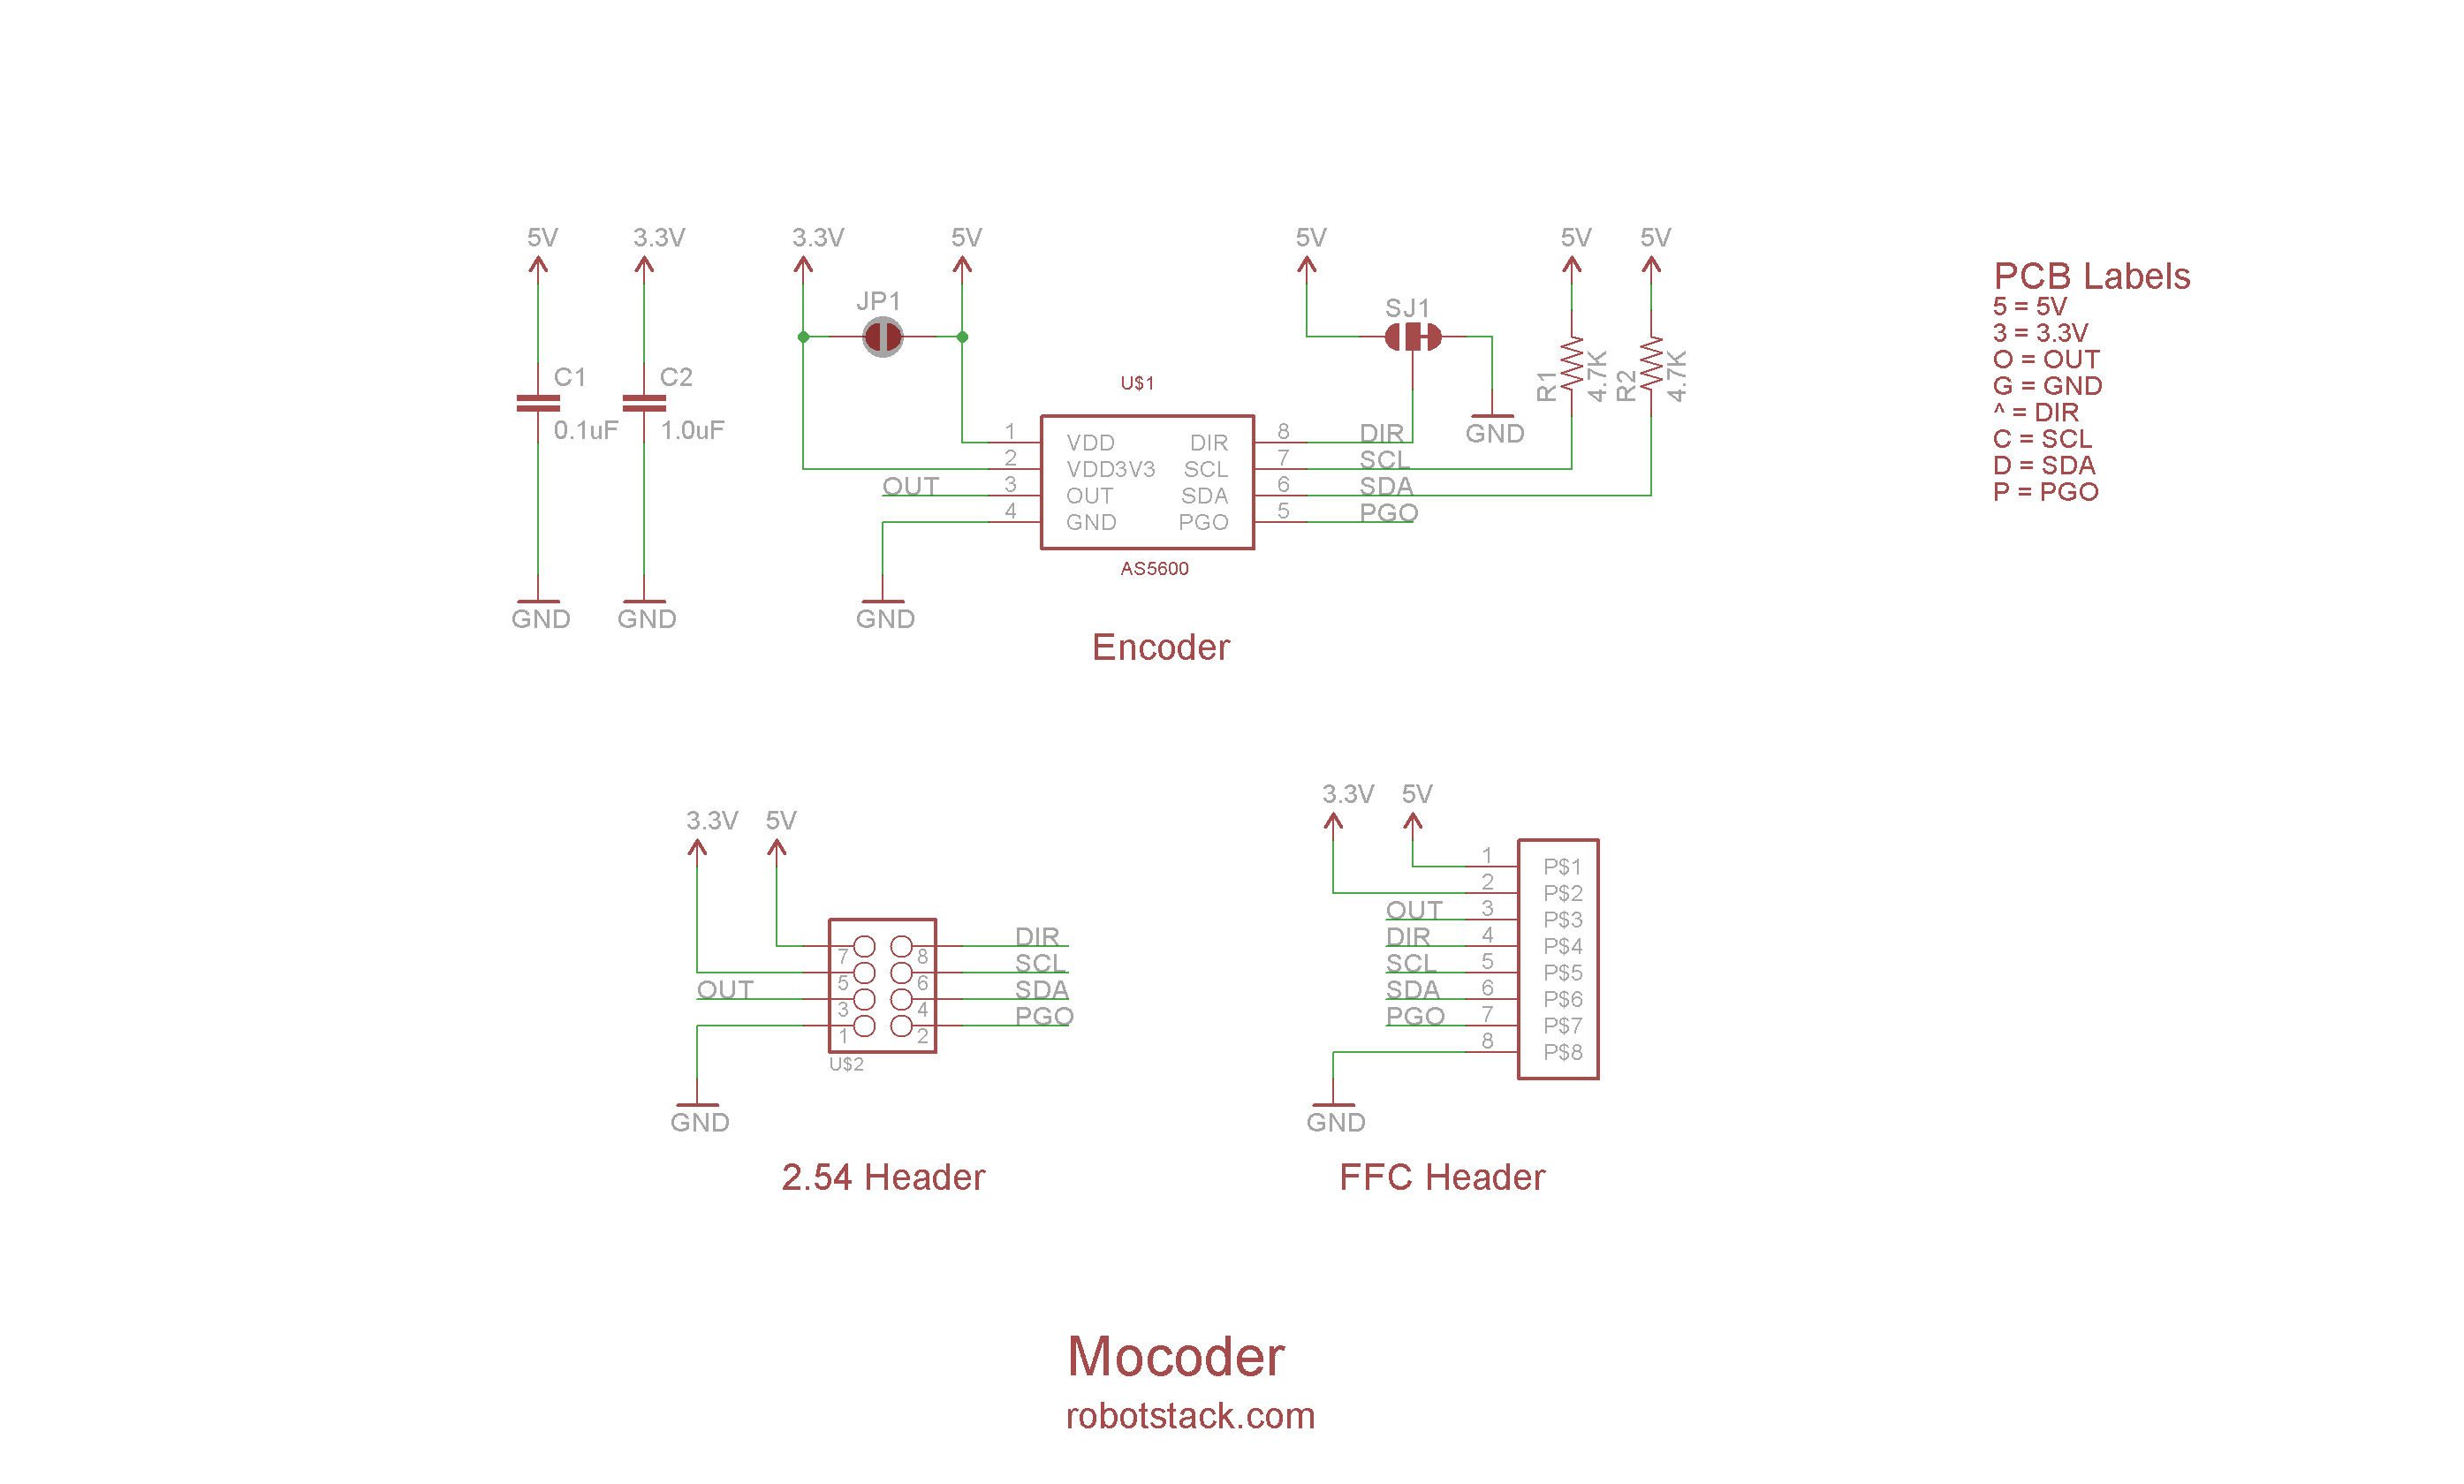 5V 3.3V 3.3V 5V 5V 5V 5V
JP1
SJ1
PCB Labels
5 = 5V
3 = 3.3V
O = OUT
G = GND
^ = DIR
C = SCL
D = SDA
P = PGO
C1
0.1uF
C2
1.0uF
R1
4.7K
R2
4.7K
U$1
1 VDD DIR 8 DIR
2 VDD3V3 SCL 7 SCL
OUT 3 OUT SDA 6 SDA
4 GND PGO 5 PGO
GND
AS5600
GND GND GND
Encoder
3.3V 5V
7 8 DIR
5 6 SCL
OUT 3 4 SDA
1 2 PGO
U$2
GND
2.54 Header
3.3V 5V
1 P$1
2 P$2
OUT 3 P$3
DIR 4 P$4
SCL 5 P$5
SDA 6 P$6
PGO 7 P$7
8 P$8
GND
FFC Header
Mocoder
robotstack.com